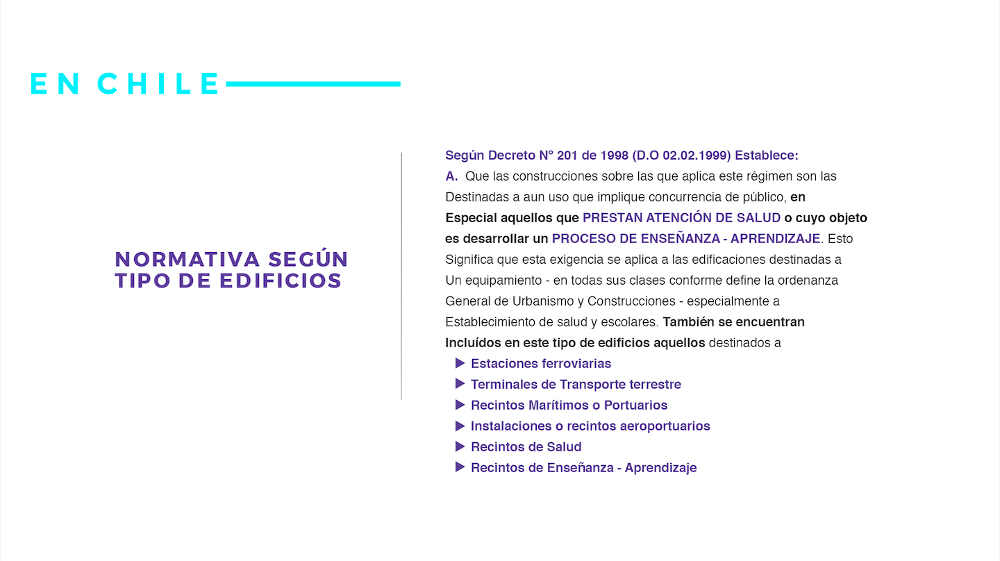 EN CHILE
NORMATIVA SEGÚN
TIPO DE EDIFICIOS
Según Decreto Nº 201 de 1998 (D.O 02.02.1999) Establece:
A. Que las construcciones sobre las que aplica este régimen son las
Destinadas a aun uso que implique concurrencia de público, en
Especial aquellos que PRESTAN ATENCIÓN DE SALUD o cuyo objeto
es desarrollar un PROCESO DE ENSEÑANZA - APRENDIZAJE. Esto
Significa que esta exigencia se aplica a las edificaciones destinadas a
Un equipamiento - en todas sus clases conforme define la ordenanza
General de Urbanismo y Construcciones - especialmente a
Establecimiento de salud y escolares. También se encuentran
Incluídos en este tipo de edificios aquellos destinados a
▶ Estaciones ferroviarias
▶ Terminales de Transporte terrestre
▶ Recintos Marítimos o Portuarios
▶ Instalaciones o recintos aeroportuarios
▶ Recintos de Salud
▶ Recintos de Enseñanza - Aprendizaje